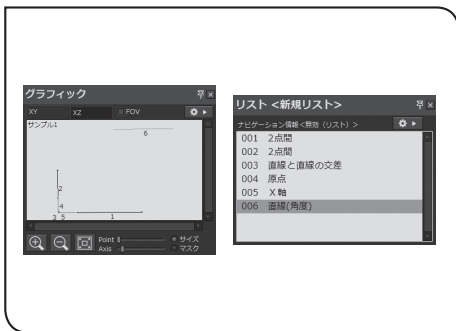 グラフィック
XY XZ FOV
サンプル1
6
2
4
3 5 1
Point サイズ
Axis マスク
リスト <新規リスト>
ナビゲーション情報<無効（リスト）>
001 2点間
002 2点間
003 直線と直線の交差
004 原点
005 X軸
006 直線(角度)